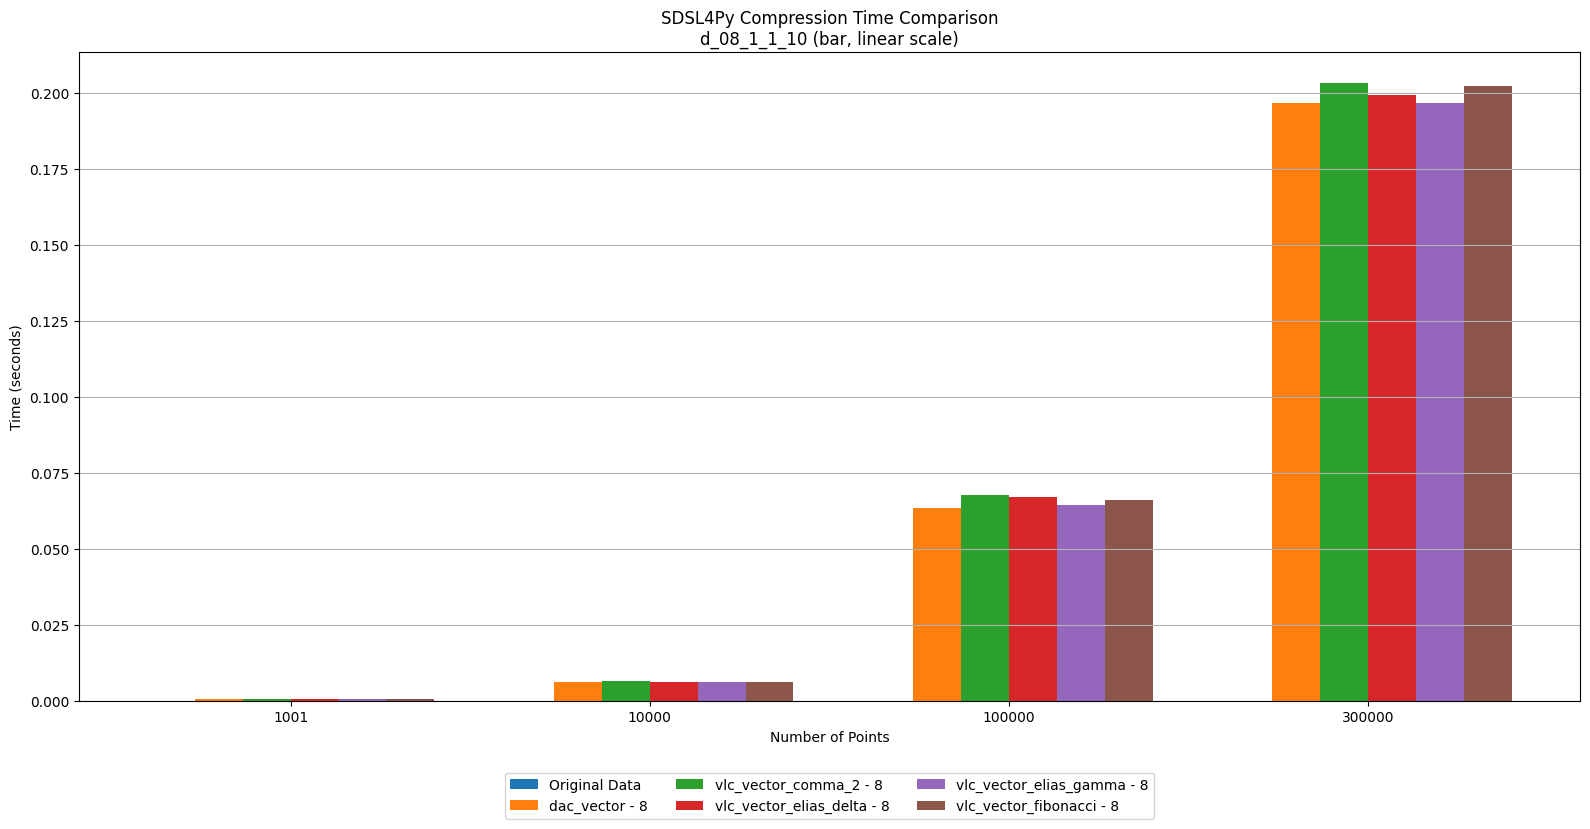 SDSL4Py Compression Time Comparison
d_08_1_1_10 (bar, linear scale)
Time (seconds)
0.200
0.175
0.150
0.125
0.100
0.075
0.050
0.025
0.000
1001 10000 100000 300000
Number of Points
Original Data vlc_vector_comma_2 - 8 vlc_vector_elias_gamma - 8
dac_vector - 8 vlc_vector_elias_delta - 8 vlc_vector_fibonacci - 8